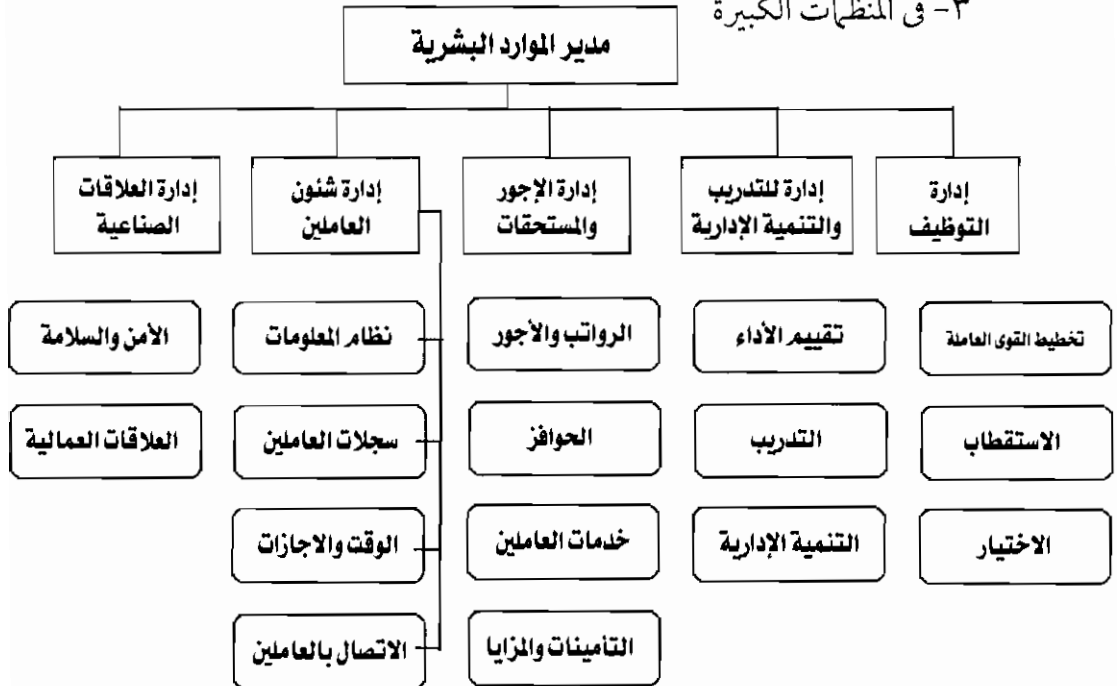 ٣- فى المنظمات الكبيرة
مدير الموارد البشرية
إدارة
التوظيف
إدارة للتدريب
والتنمية الإدارية
إدارة الإجور
والمستحقات
إدارة شئون
العاملين
إدارة العلاقات
الصناعية
تخطيط القوى العاملة
تقييم الأداء
الرواتب والأجور
نظام المعلومات
الأمن والسلامة
الاستقطاب
التدريب
الحوافز
سجلات العاملين
العلاقات العمالية
الاختيار
التنمية الإدارية
خدمات العاملين
الوقت والاجازات
التأمينات والمزايا
الاتصال بالعاملين